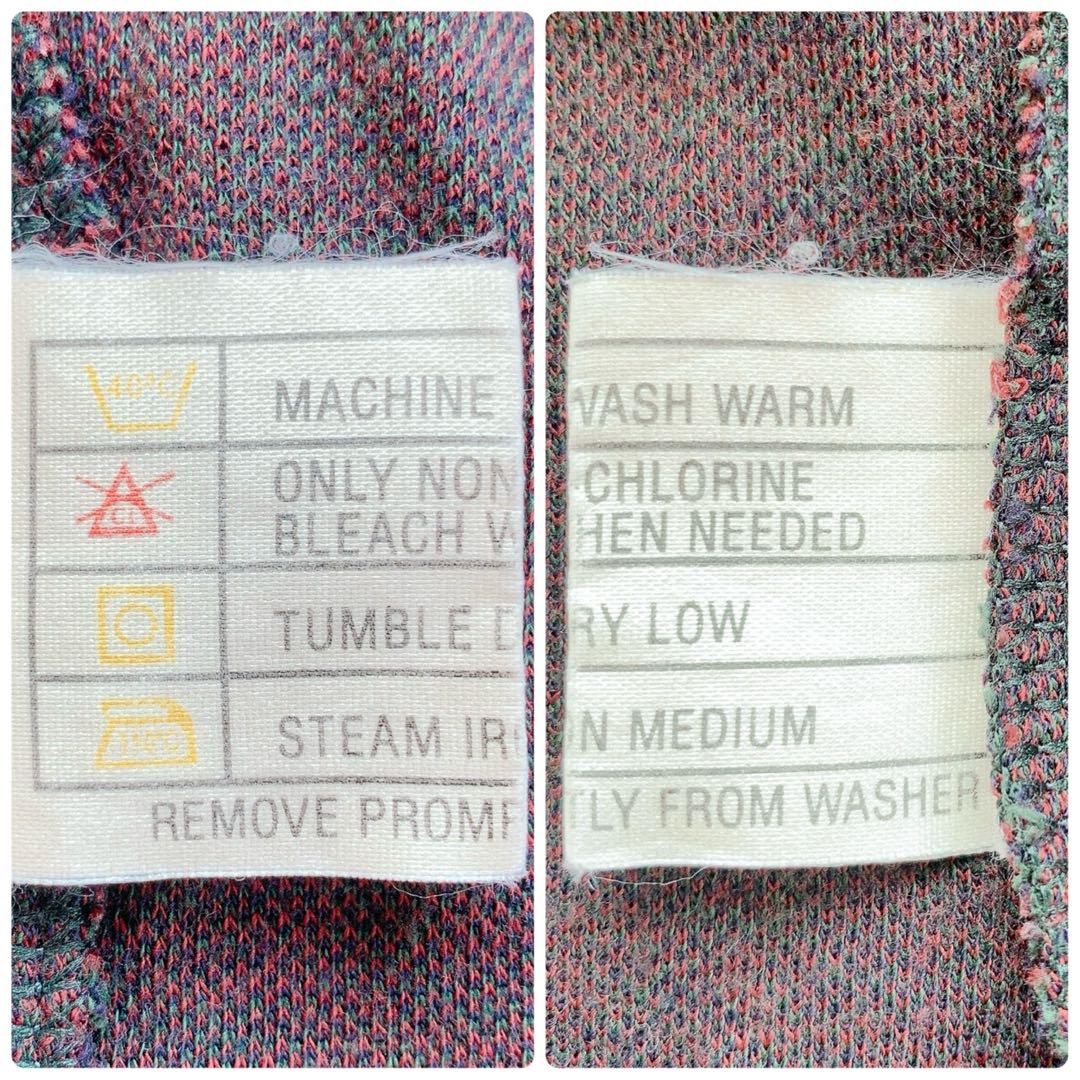 40°C
MACHINE
ONLY NON
BLEACH W
TUMBLE D
STEAM IR
REMOVE PROMP
WASH WARM
-CHLORINE
HEN NEEDED
RY LOW
N MEDIUM
TLY FROM WASHER